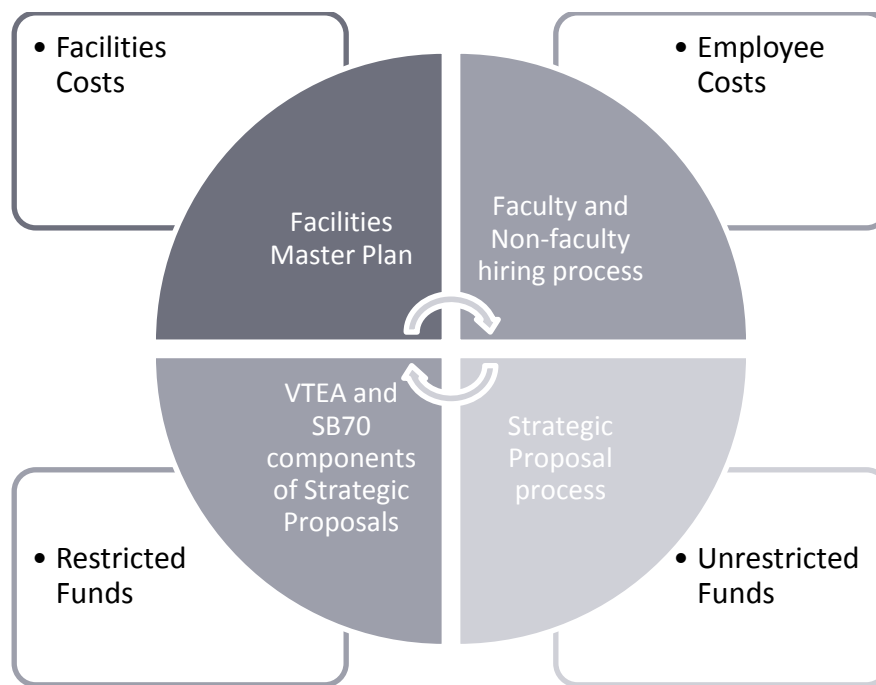 • Facilities
Costs
• Employee
Costs
Facilities
Master Plan
Faculty and
Non-faculty
hiring process
VTEA and
SB70
components
of Strategic
Proposals
Strategic
Proposal
process
• Restricted
Funds
• Unrestricted
Funds